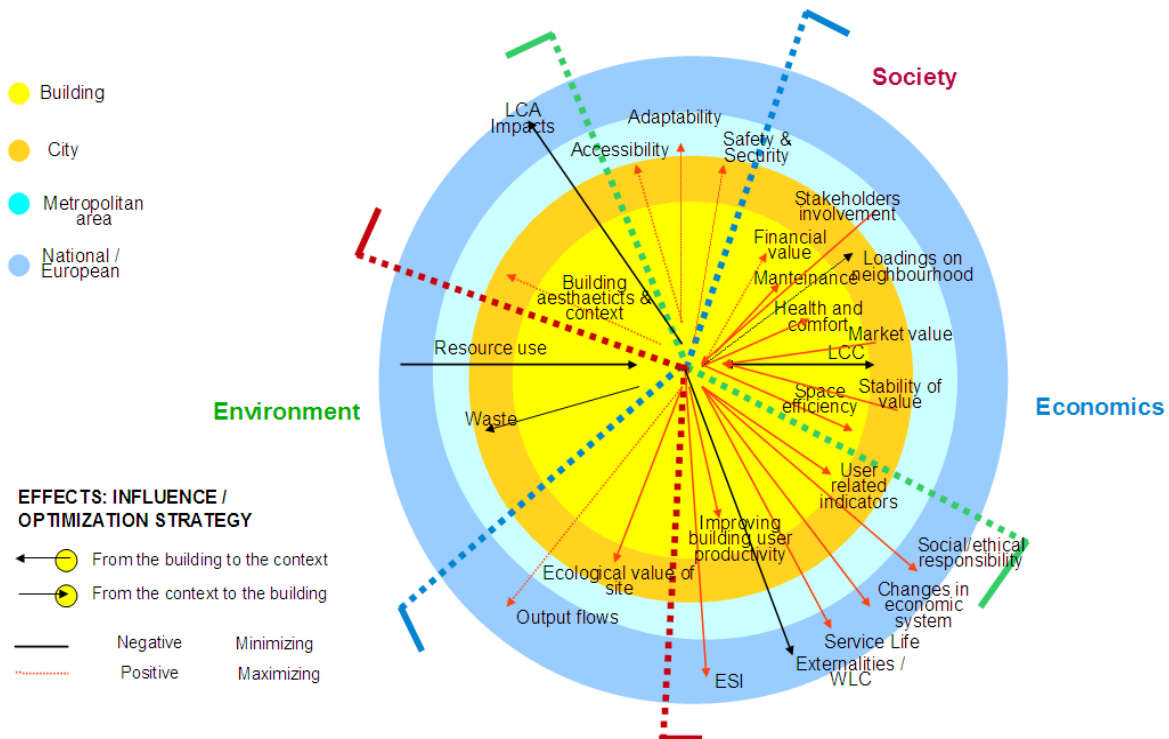 Building
City
Metropolitan
area
National /
European
Society
Environment
Economics
LCA
Impacts
Adaptability
Accessibility
Safety &
Security
Stakeholders
involvement
Financial
value
Loadings on
neighbourhood
Manteinance
Building
aesthaeticts &
context
Health and
comfort
Market value
Resource use
LCC
Stability of
value
Space
efficiency
Waste
User
related
indicators
Improving
building user
productivity
Social/ethical
responsibility
Ecological value of
site
Changes in
economic
system
Output flows
Service Life
Externalities /
WLC
ESI
EFFECTS: INFLUENCE /
OPTIMIZATION STRATEGY
From the building to the context
From the context to the building
Negative Minimizing
Positive Maximizing